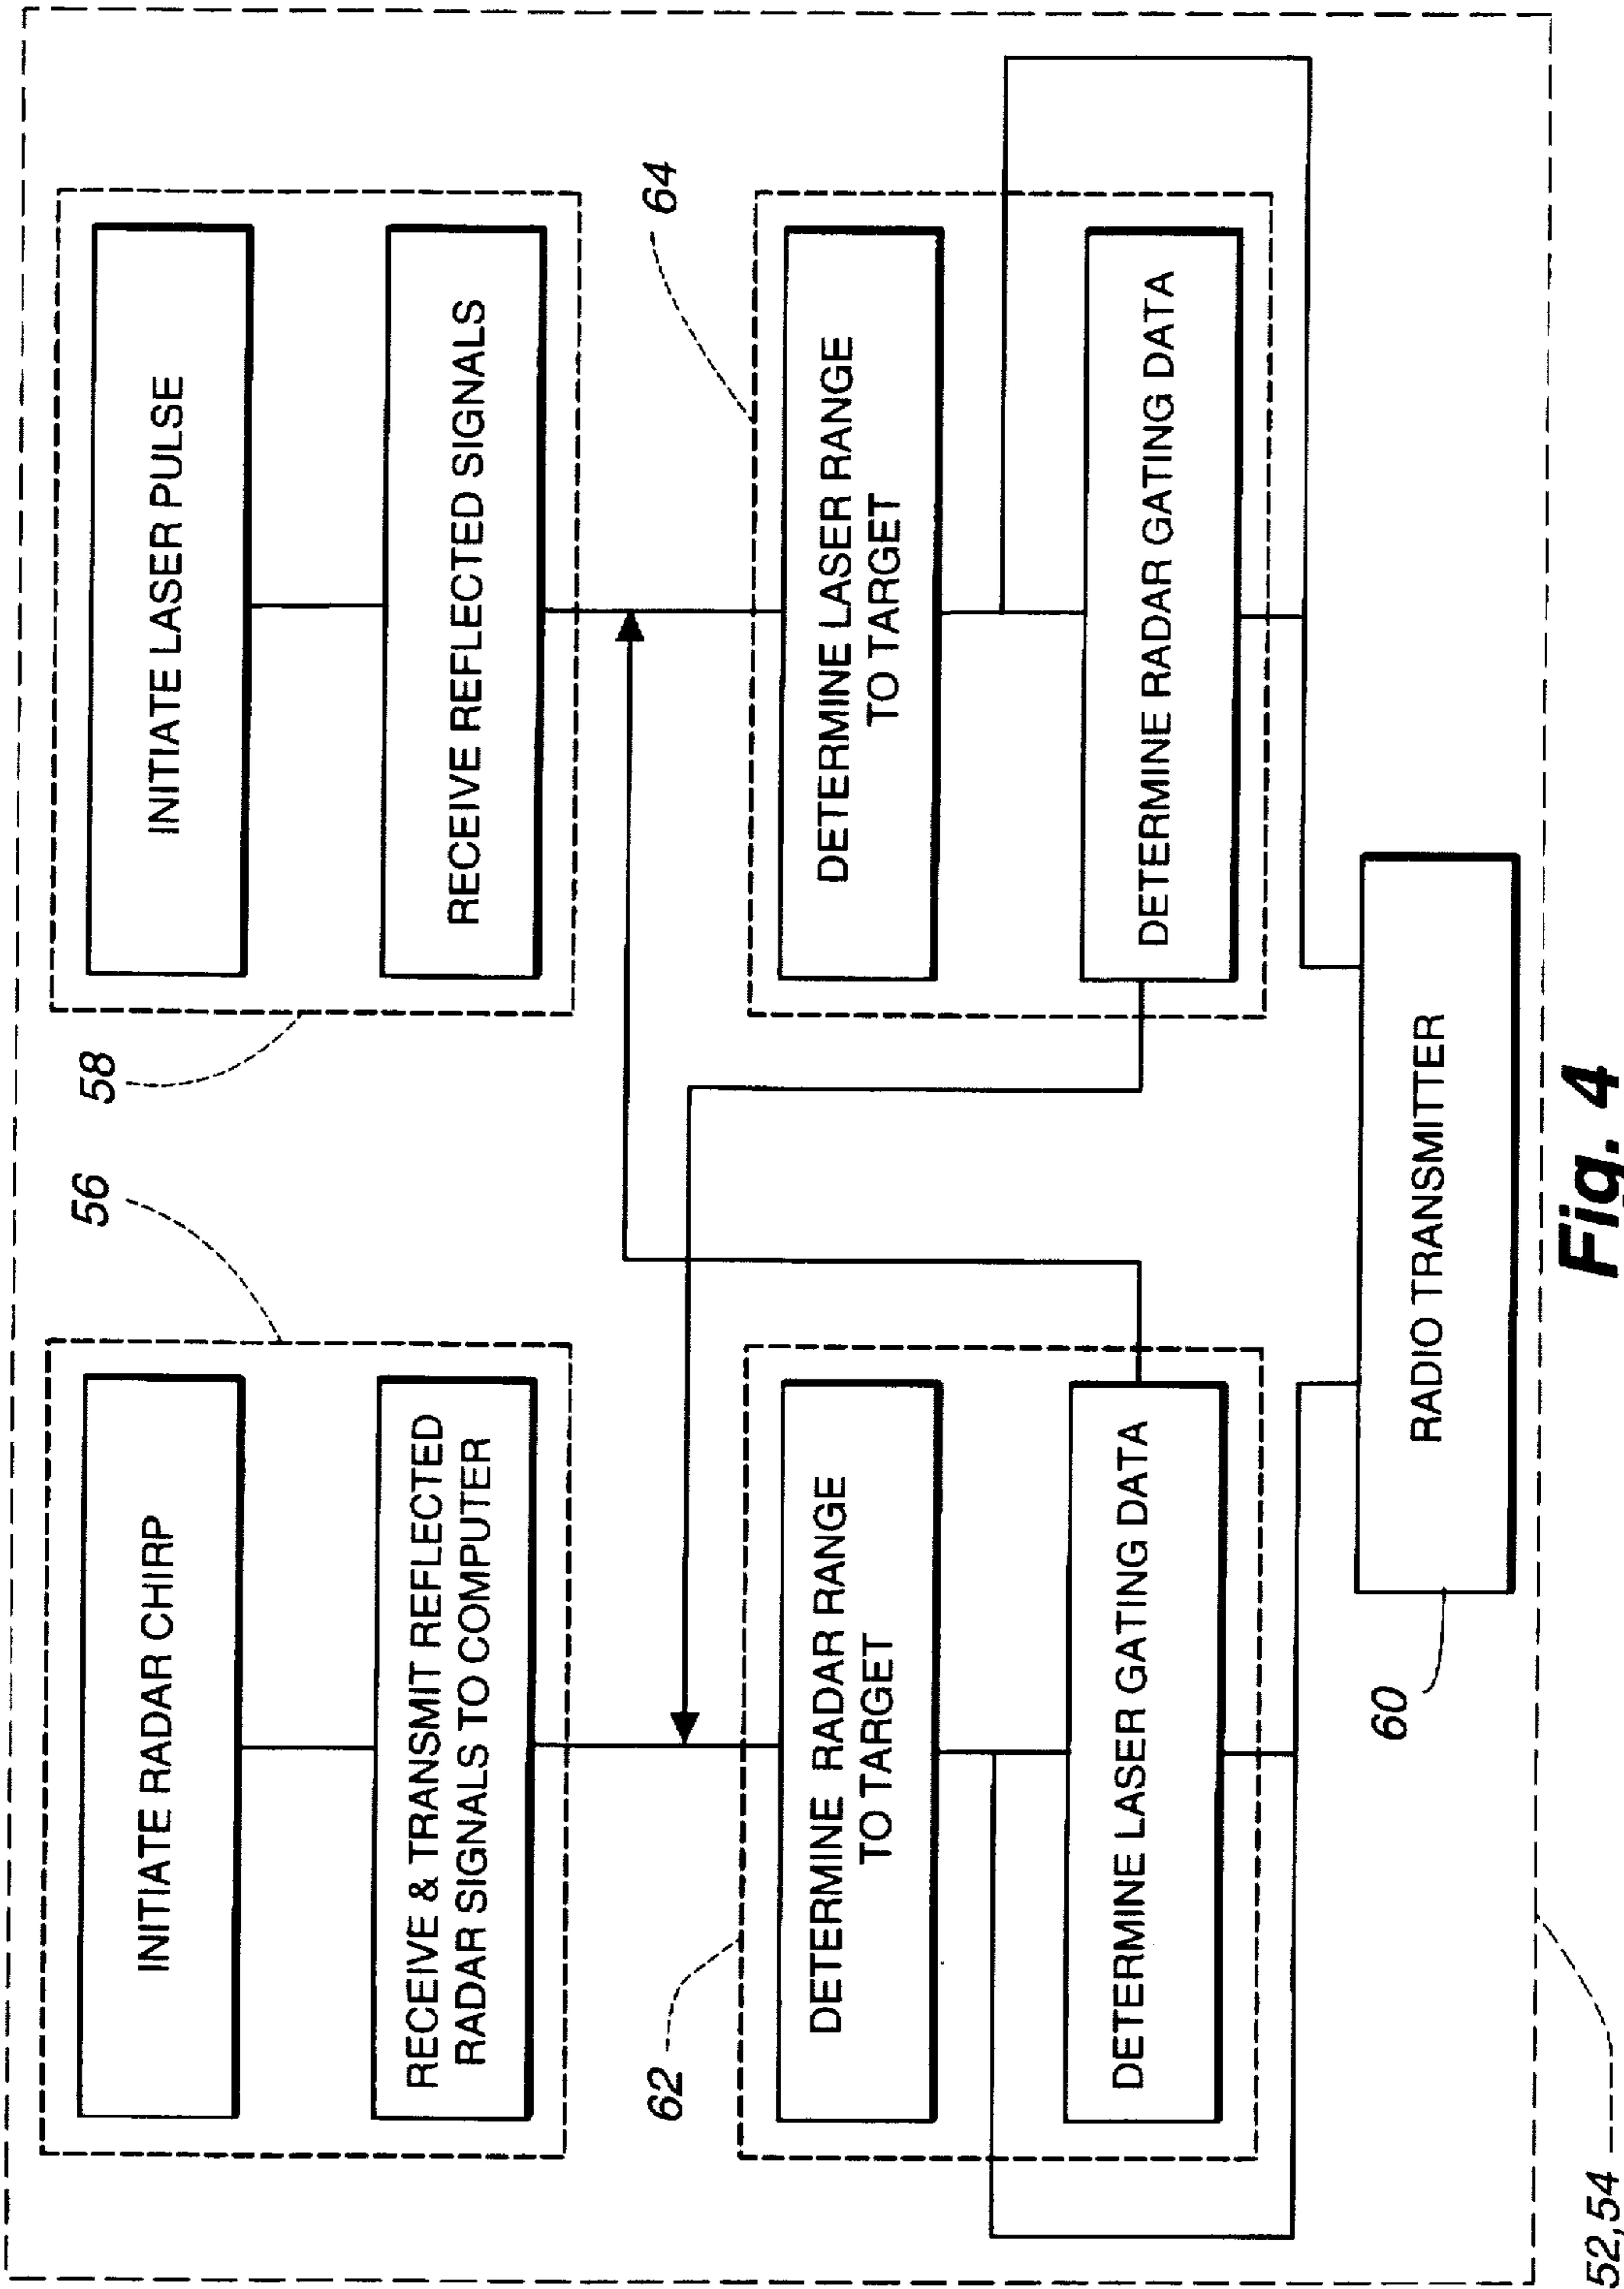 56
58
INITIATE RADAR CHIRP
INITIATE LASER PULSE
RECEIVE & TRANSMIT REFLECTED
RADAR SIGNALS TO COMPUTER
RECEIVE REFLECTED SIGNALS
62
64
DETERMINE RADAR RANGE
TO TARGET
DETERMINE LASER RANGE
TO TARGET
DETERMINE LASER GATING DATA
DETERMINE RADAR GATING DATA
60
RADIO TRANSMITTER
52,54
Fig. 4